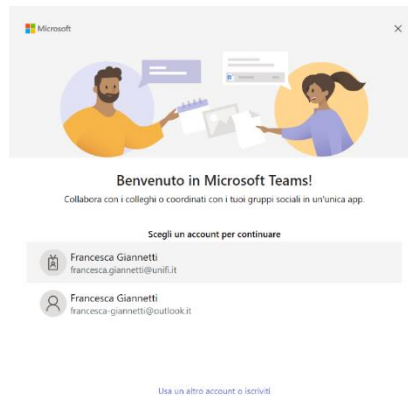 Microsoft
Benvenuto in Microsoft Teams!
Collabora con i colleghi o coordinati con i tuoi gruppi sociali in un'unica app.
Scegli un account per continuare
Francesca Giannetti
francesca.giannetti@unifi.it
Francesca Giannetti
francesca-giannetti@outlook.it
Usa un altro account o iscriviti